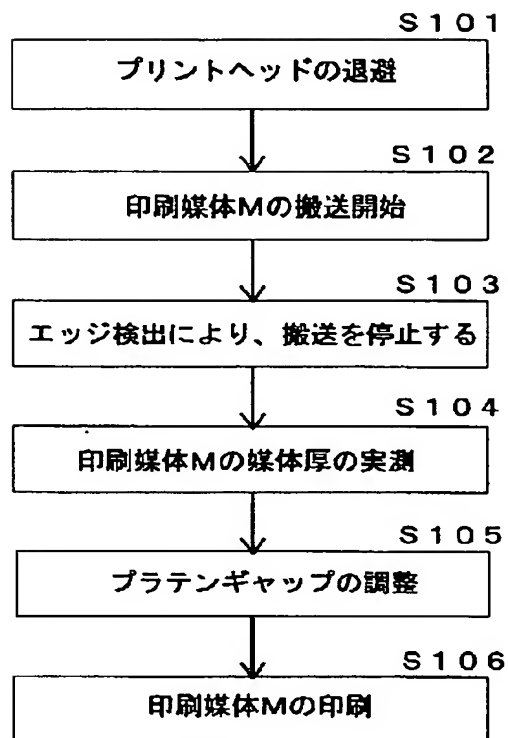 S101
プリントヘッドの退避
S102
印刷媒体Mの搬送開始
S103
エッジ検出により、搬送を停止する
S104
印刷媒体Mの媒体厚の実測
S105
プラテンギャップの調整
S106
印刷媒体Mの印刷